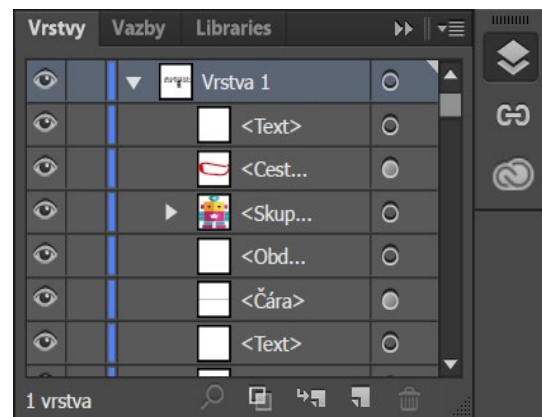 Vrstvy Vazby Libraries
Vrstva 1
<Text>
<Cest...
<Skup...
<Obd...
<Čára>
<Text>
1 vrstva